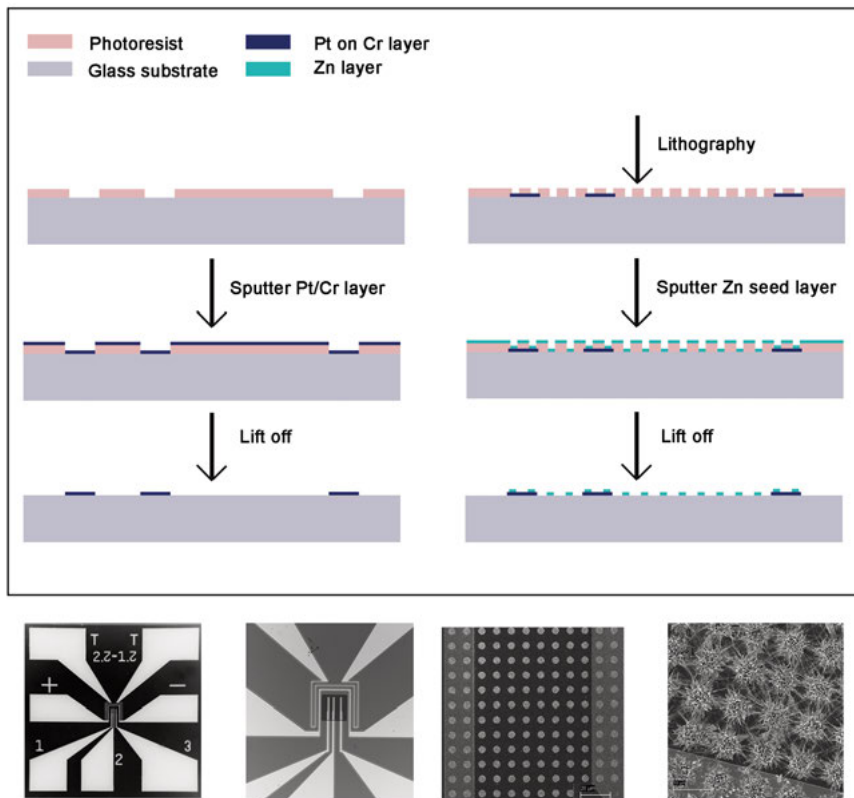 Photoresist
Pt on Cr layer
Glass substrate
Zn layer
Lithography
Sputter Pt/Cr layer
Sputter Zn seed layer
Lift off
Lift off
T T
2.2-1.2
+ −
1 2 3